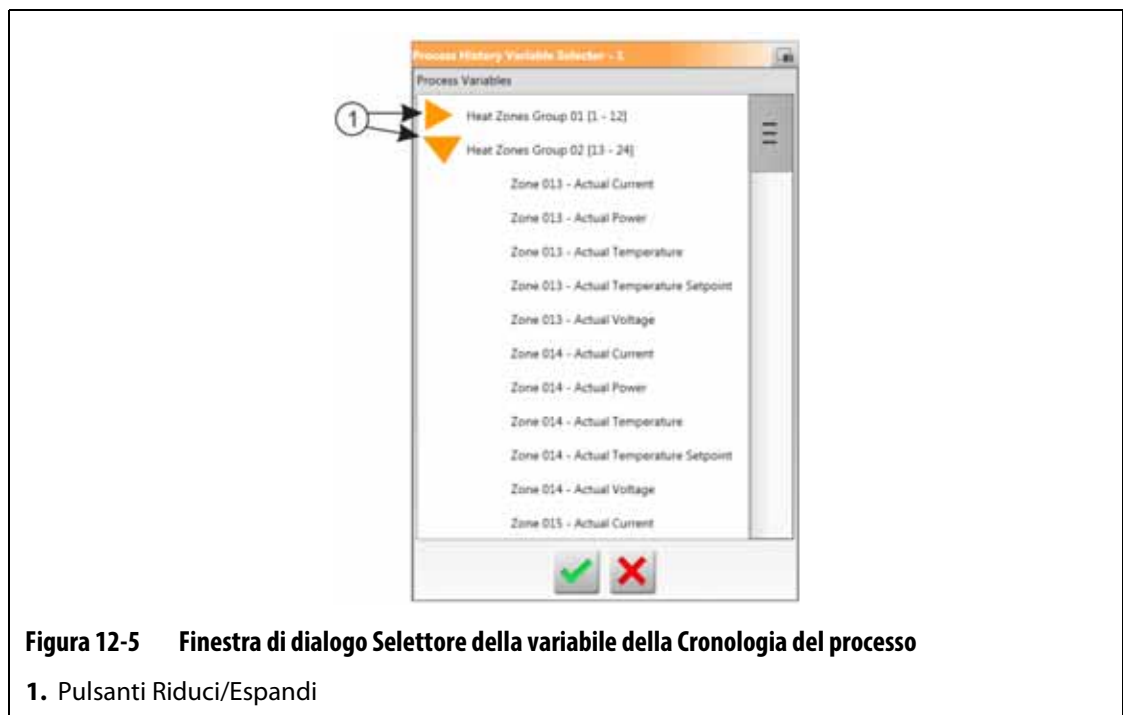 Process History Variable Selector - 1
Process Variables
1
Heat Zones Group 01 [1 - 12]
Heat Zones Group 02 [13 - 24]
Zone 013 - Actual Current
Zone 013 - Actual Power
Zone 013 - Actual Temperature
Zone 013 - Actual Temperature Setpoint
Zone 013 - Actual Voltage
Zone 014 - Actual Current
Zone 014 - Actual Power
Zone 014 - Actual Temperature
Zone 014 - Actual Temperature Setpoint
Zone 014 - Actual Voltage
Zone 015 - Actual Current
Figura 12-5 Finestra di dialogo Selettore della variabile della Cronologia del processo
1. Pulsanti Riduci/Espandi